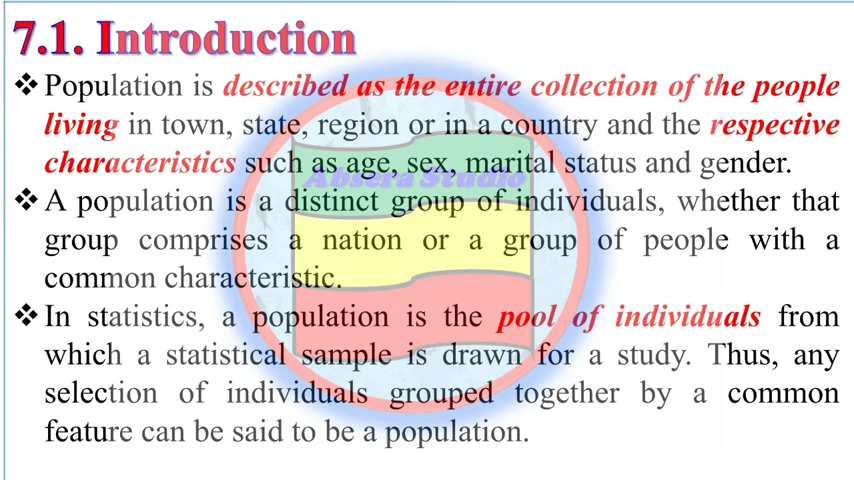 7.1. Introduction
❖ Population is described as the entire collection of the people
living in town, state, region or in a country and the respective
characteristics such as age, sex, marital status and gender.
Absera Studio
❖ A population is a distinct group of individuals, whether that
group comprises a nation or a group of people with a
common characteristic.
❖ In statistics, a population is the pool of individuals from
which a statistical sample is drawn for a study. Thus, any
selection of individuals grouped together by a common
feature can be said to be a population.